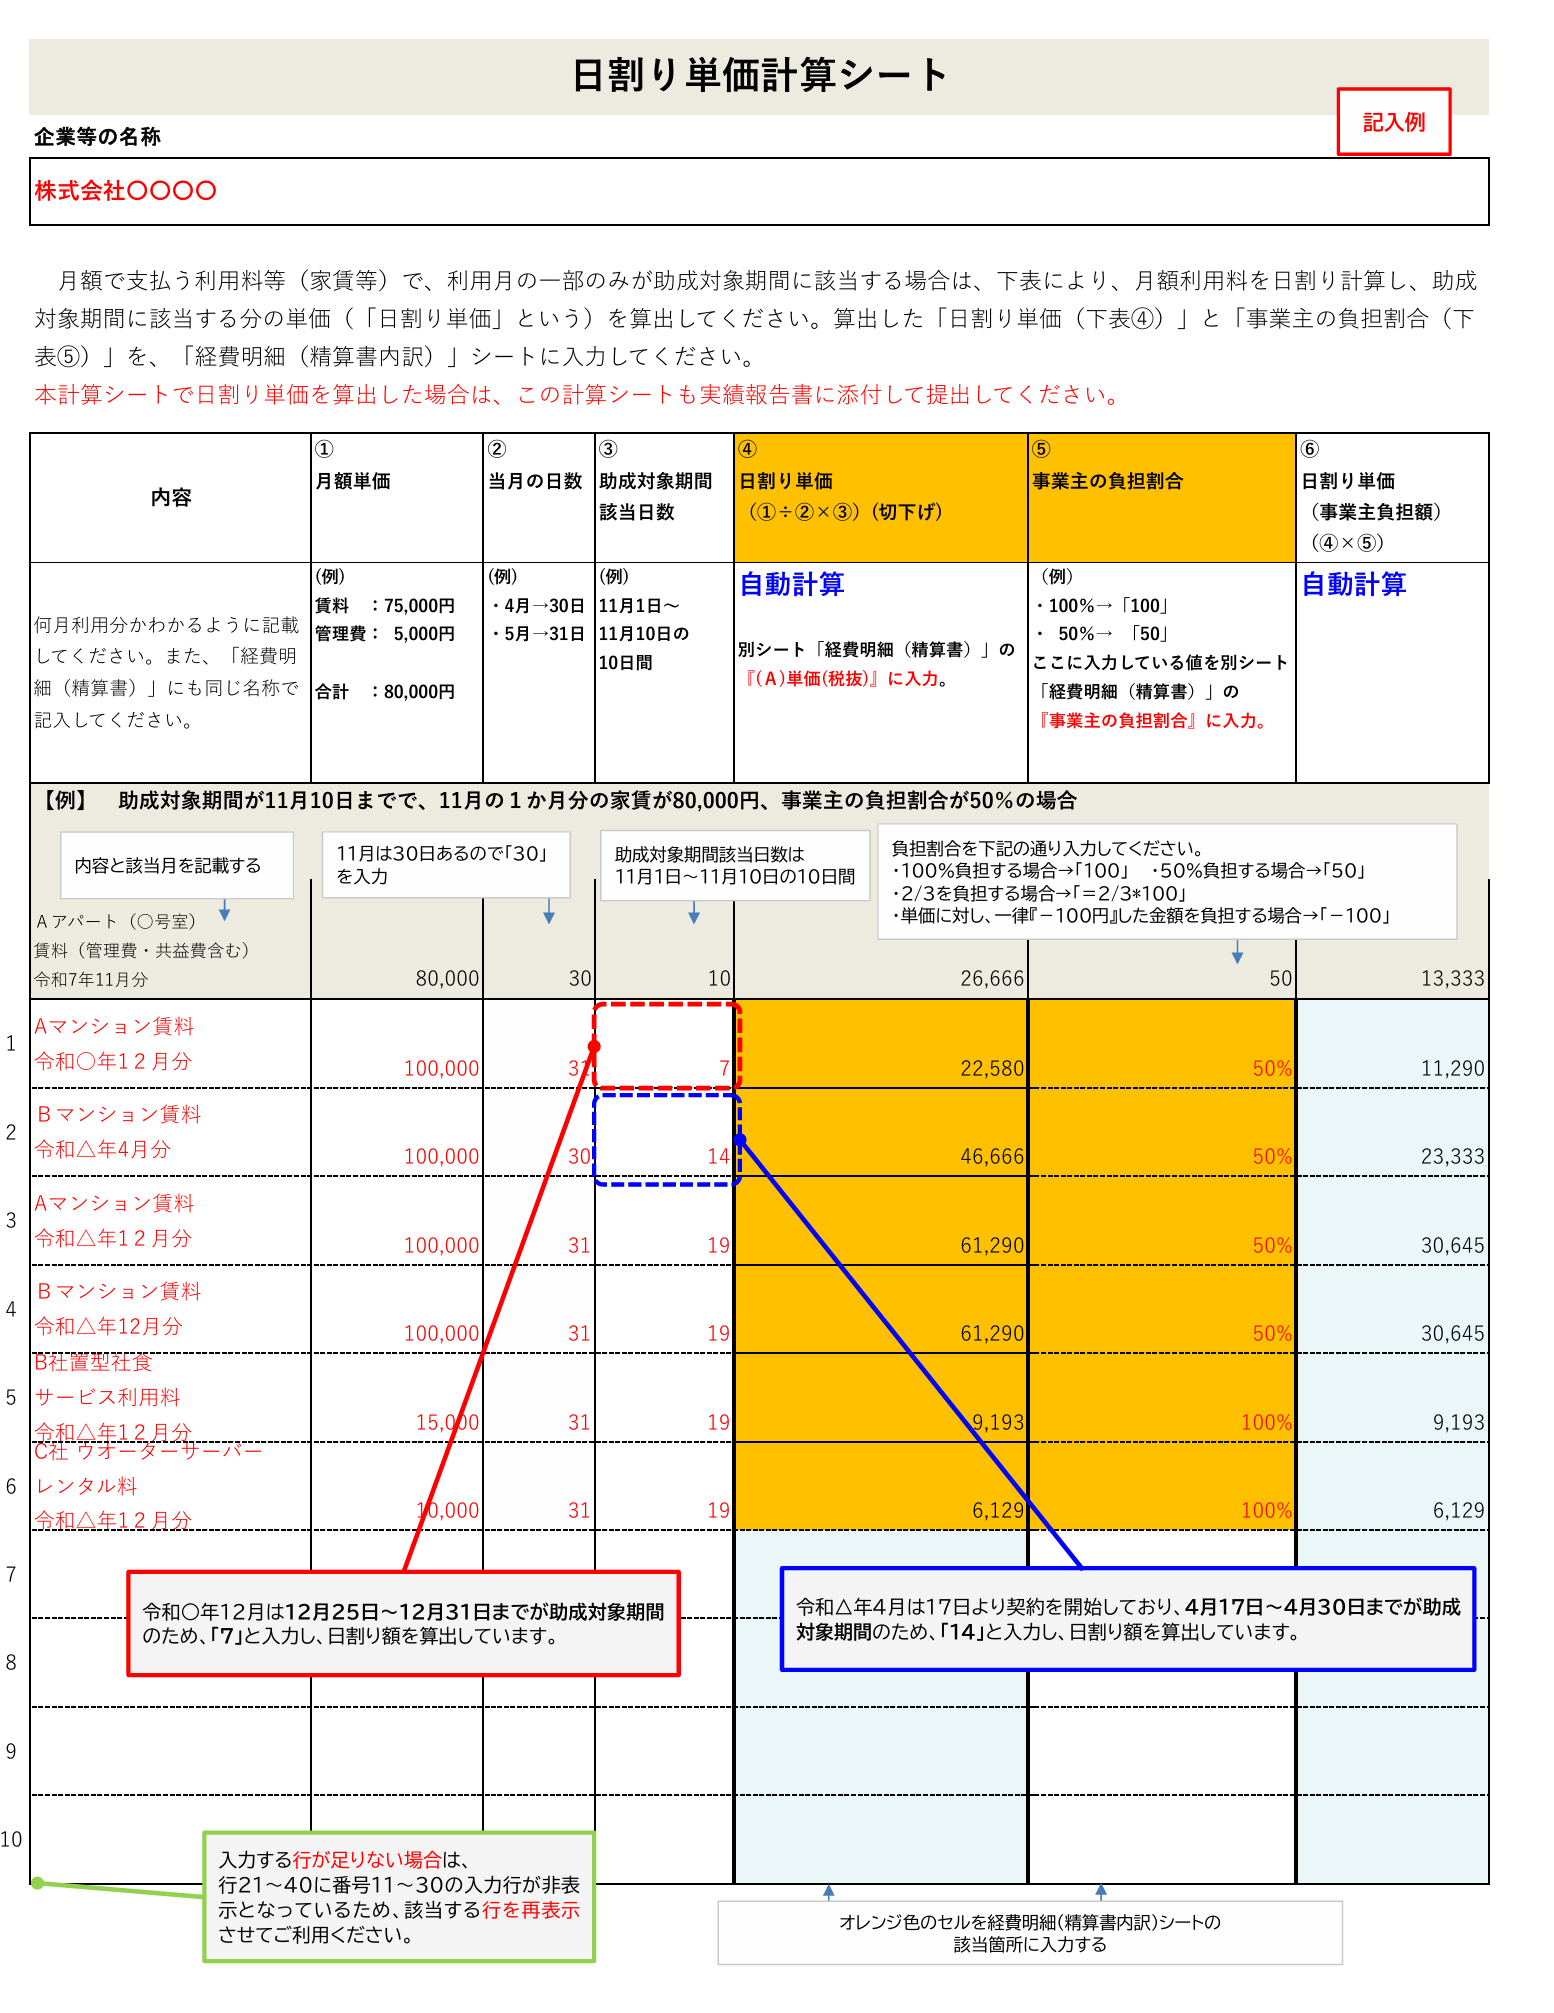 日割り単価計算シート
記入例
企業等の名称
株式会社〇〇〇〇
月額で支払う利用料等（家賃等）で、利用月の一部のみが助成対象期間に該当する場合は、下表により、月額利用料を日割り計算し、助成
対象期間に該当する分の単価（「日割り単価」という）を算出してください。算出した「日割り単価（下表④）」と「事業主の負担割合（下
表⑤）」を、「経費明細（精算書内訳）」シートに入力してください。
本計算シートで日割り単価を算出した場合は、この計算シートも実績報告書に添付して提出してください。
内容
①
月額単価
②
当月の日数
③
助成対象期間
該当日数
④
日割り単価
（①÷②×③）(切下げ)
⑤
事業主の負担割合
⑥
日割り単価
（事業主負担額）
（④×⑤）
何月利用分かわかるように記載
してください。また、「経費明
細（精算書）」にも同じ名称で
記入してください。
(例)
賃料　：75,000円
管理費：　5,000円
合計　：80,000円
(例)
・4月→30日
・5月→31日
(例)
11月1日～
11月10日の
10日間
自動計算
別シート「経費明細（精算書）」の
『(Ａ)単価(税抜)』に入力。
（例）
・100%→「100」
・ 50%→ 「50」
ここに入力している値を別シート
「経費明細（精算書）」の
『事業主の負担割合』に入力。
自動計算
【例】　助成対象期間が11月10日までで、11月の１か月分の家賃が80,000円、事業主の負担割合が50%の場合
内容と該当月を記載する
11月は30日あるので「30」
を入力
助成対象期間該当日数は
11月1日～11月10日の10日間
負担割合を下記の通り入力してください。
・100%負担する場合→「100」　・50%負担する場合→「50」
・2/3を負担する場合→「＝2/3*100」
・単価に対し、一律『－100円』した金額を負担する場合→「－100」
Ａアパート（〇号室）
賃料（管理費・共益費含む）
令和7年11月分
80,000 30 10 26,666 50 13,333
1
Aマンション賃料
令和〇年1２月分
100,000 31 7 22,580 50% 11,290
2
Ｂマンション賃料
令和△年4月分
100,000 30 14 46,666 50% 23,333
3
Aマンション賃料
令和△年1２月分
100,000 31 19 61,290 50% 30,645
4
Ｂマンション賃料
令和△年12月分
100,000 31 19 61,290 50% 30,645
5
B社置型社食
サービス利用料
令和△年1２月分
15,000 31 19 9,193 100% 9,193
6
C社 ウオーターサーバー
レンタル料
令和△年1２月分
10,000 31 19 6,129 100% 6,129
7
令和〇年12月は12月25日～12月31日までが助成対象期間
のため、「7」と入力し、日割り額を算出しています。
令和△年4月は17日より契約を開始しており、4月17日～4月30日までが助成
対象期間のため、「14」と入力し、日割り額を算出しています。
8
9
10
入力する行が足りない場合は、
行21～40に番号11～30の入力行が非表
示となっているため、該当する行を再表示
させてご利用ください。
オレンジ色のセルを経費明細(精算書内訳)シートの
該当箇所に入力する